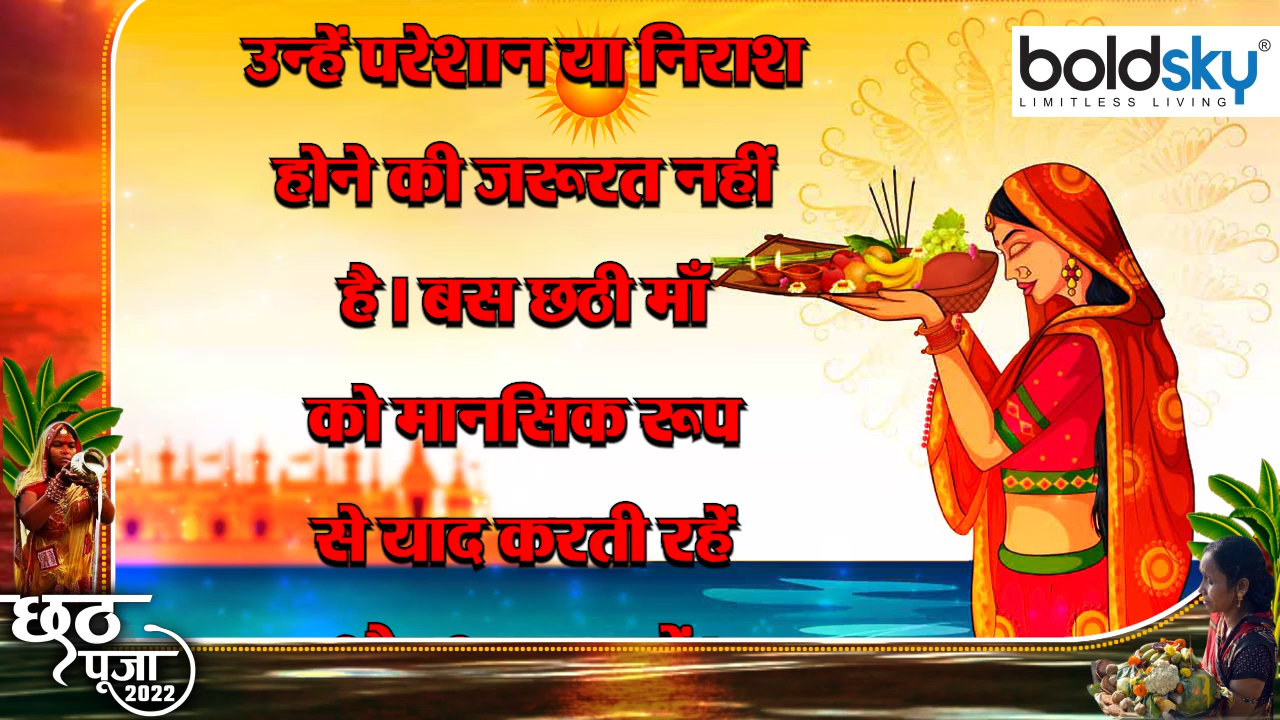 उन्हें परेशान या निराश
होने की जरूरत नहीं
है। बस छठी माँ
को मानसिक रूप
से याद करती रहें
boldsky®
LIMITLESS LIVING
छठ
पूजा
2022